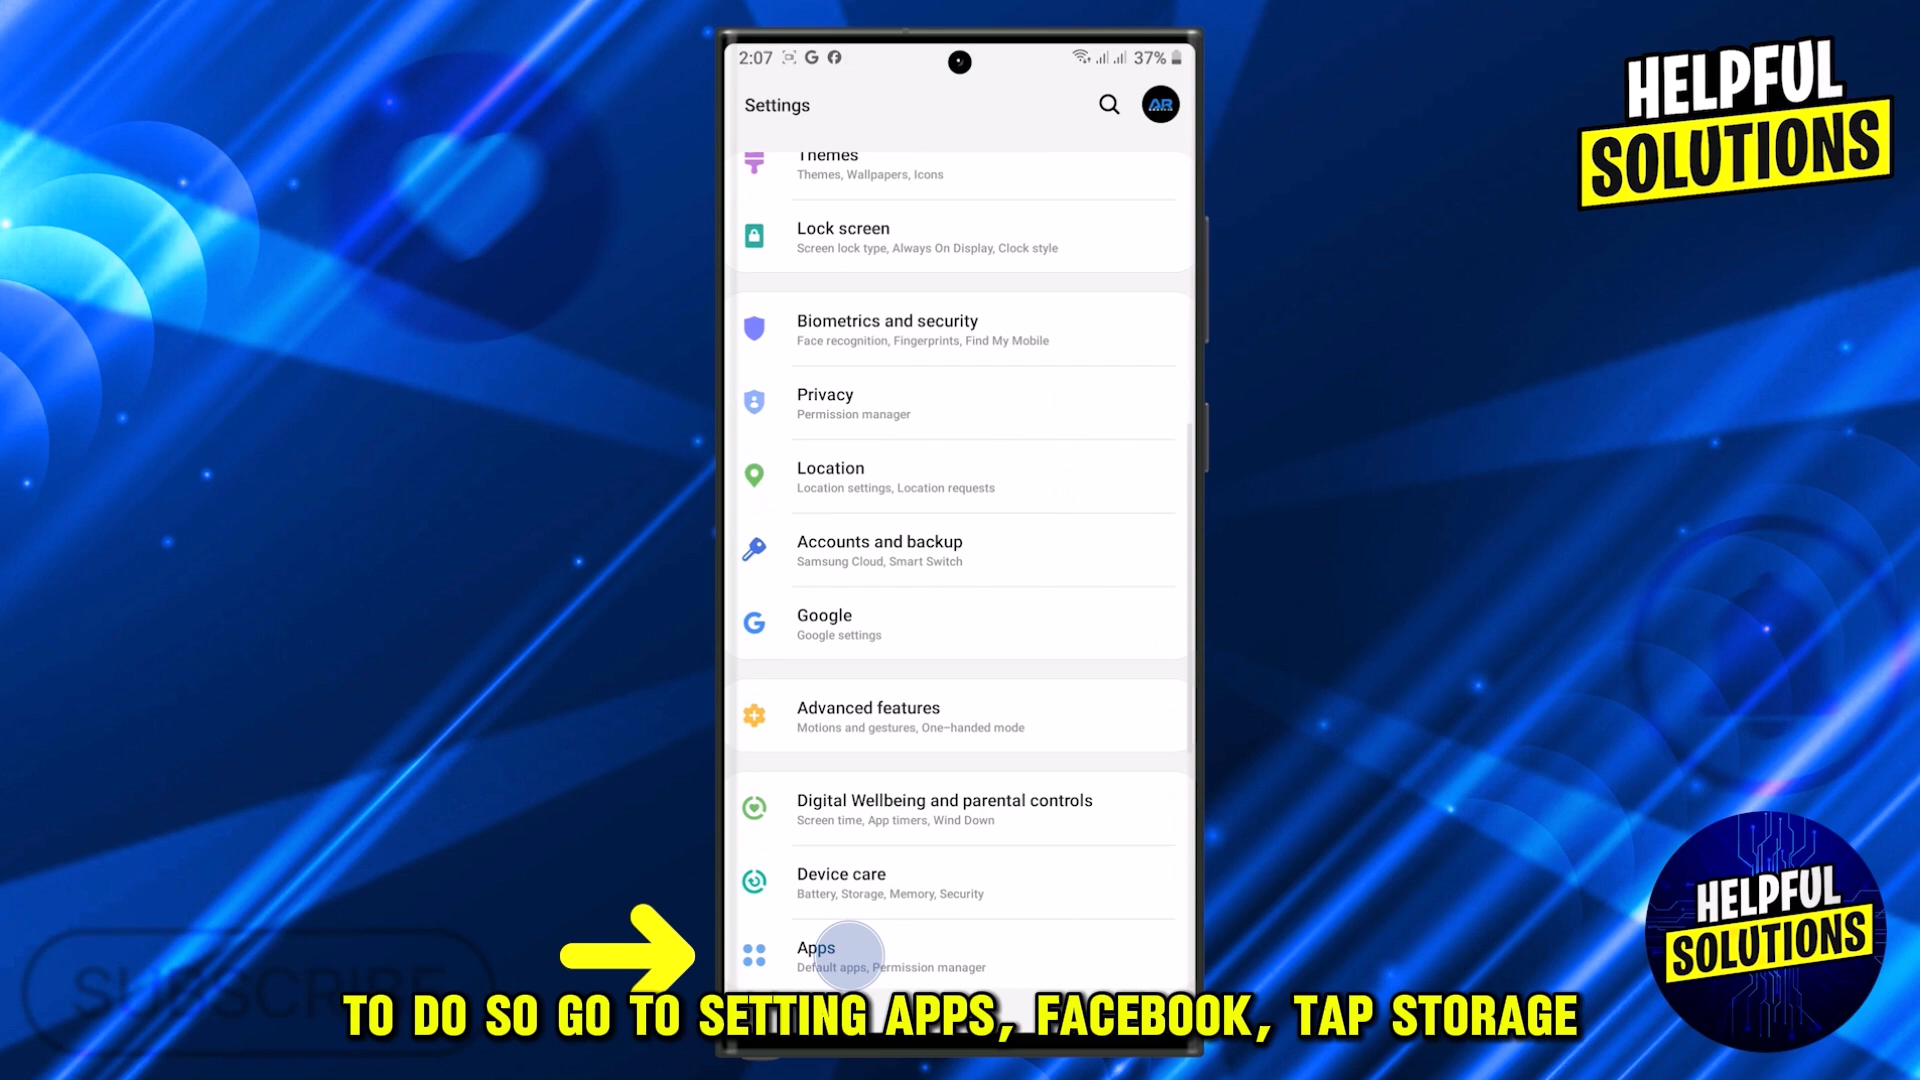 2:07
37%
Settings
AR
Themes
Themes, Wallpapers, Icons
Lock screen
Screen lock type, Always On Display, Clock style
Biometrics and security
Face recognition, Fingerprints, Find My Mobile
Privacy
Permission manager
Location
Location settings, Location requests
Accounts and backup
Samsung Cloud, Smart Switch
Google
Google settings
Advanced features
Motions and gestures, One-handed mode
Digital Wellbeing and parental controls
Screen time, App timers, Wind Down
Device care
Battery, Storage, Memory, Security
Apps
Default apps, Permission manager
HELPFUL
SOLUTIONS
HELPFUL
SOLUTIONS
SUBSCRIBE
TO DO SO GO TO SETTING APPS, FACEBOOK, TAP STORAGE